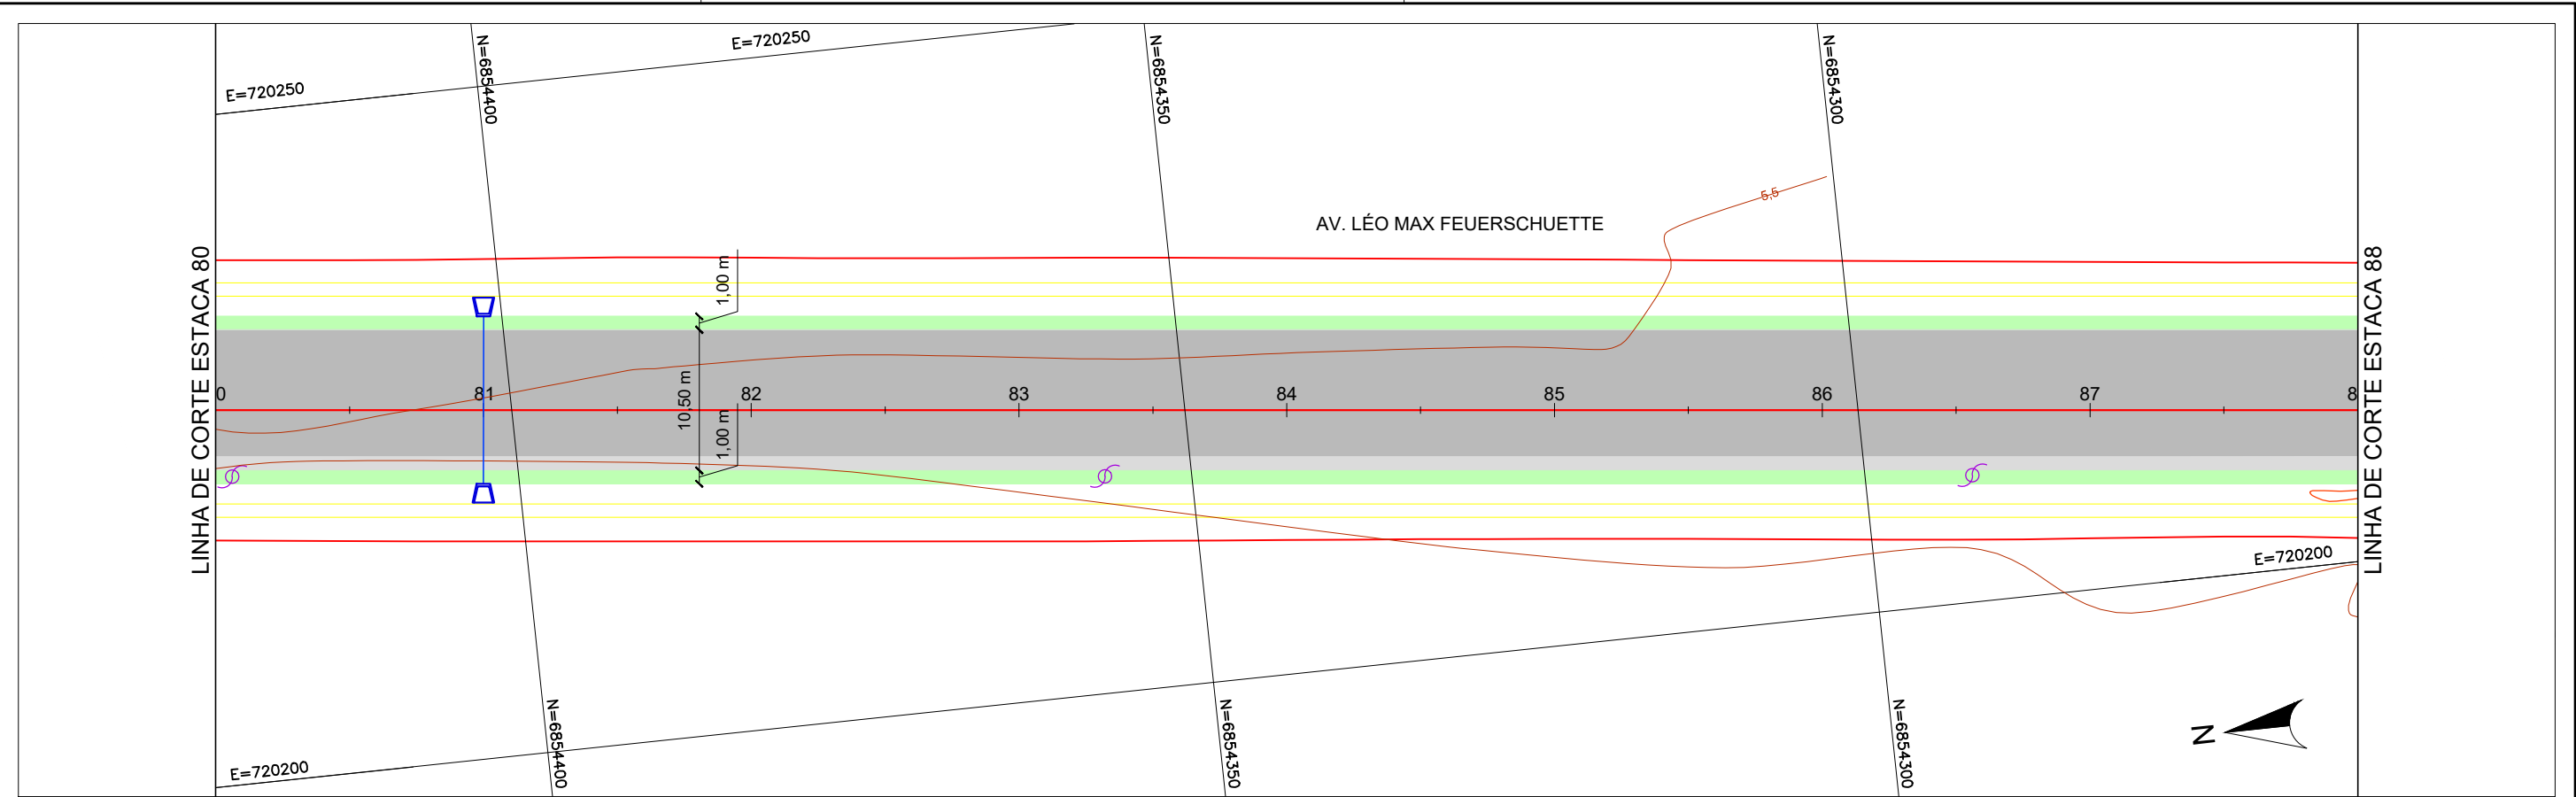 E=720250
N=6854400
E=720250
N=6854350
N=6854300
5,5
AV. LÉO MAX FEUERSCHUETTE
LINHA DE CORTE ESTACA 80
LINHA DE CORTE ESTACA 88
1,00 m
10,50 m
1,00 m
0
81
82
83
84
85
86
87
8
E=720200
E=720200
N=6854400
N=6854350
N=6854300
N